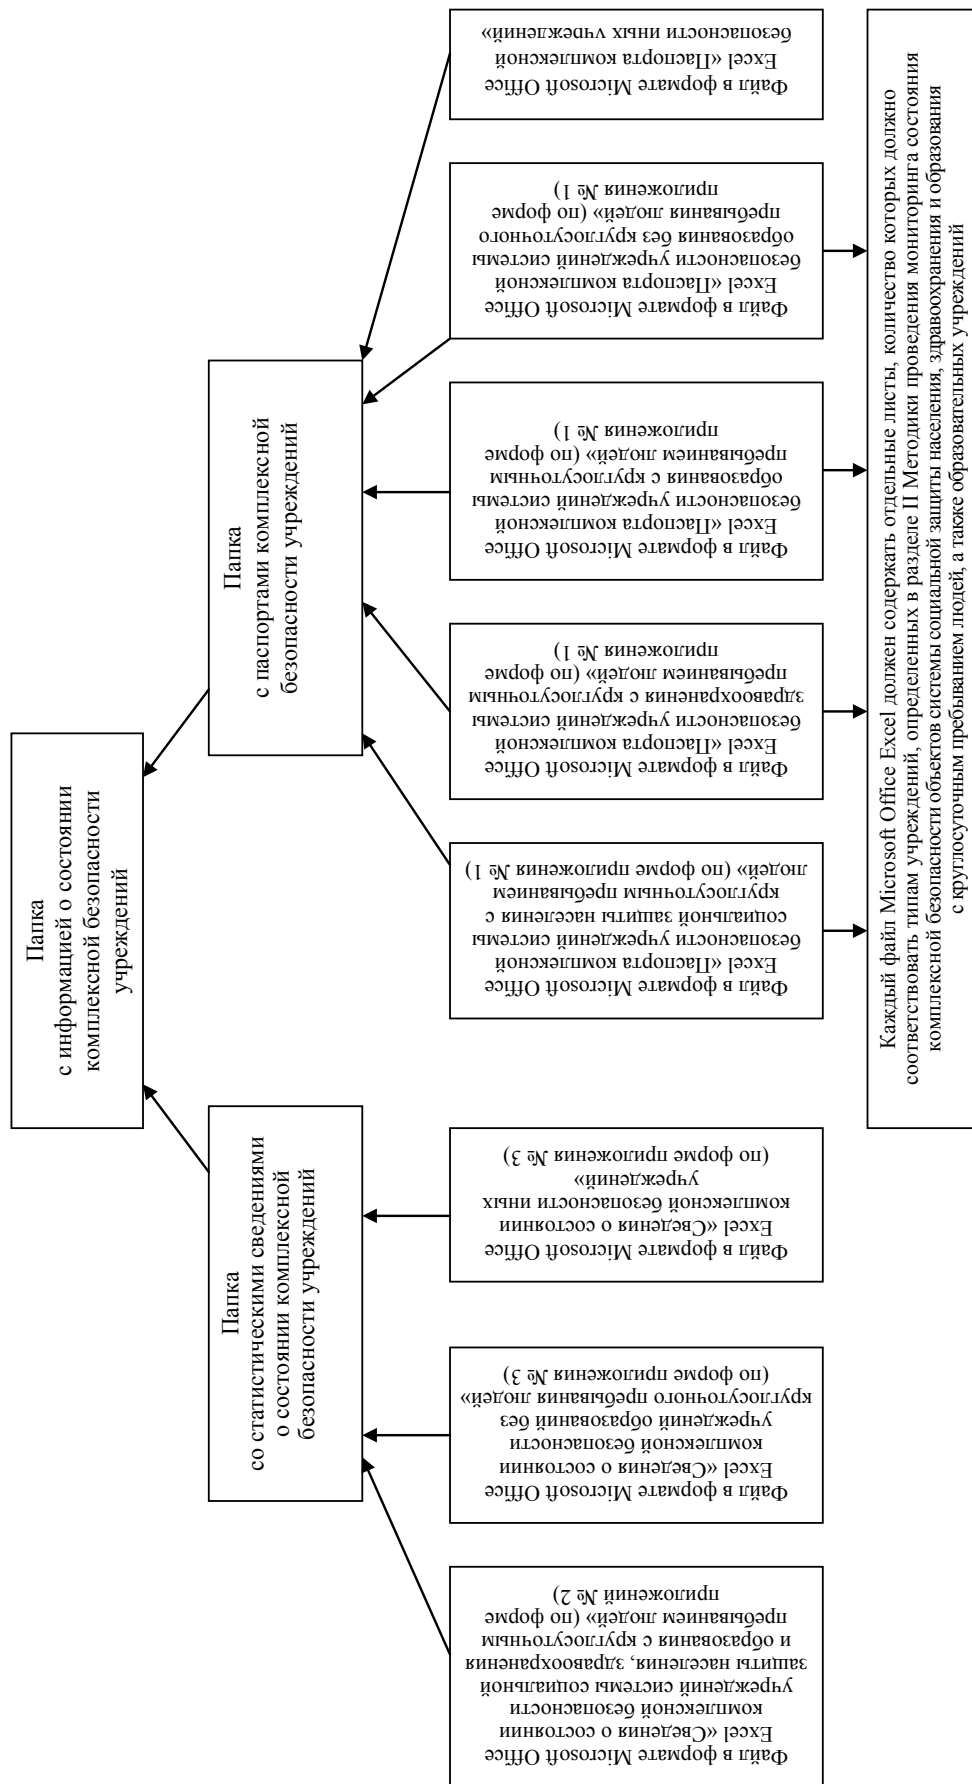 Папка
с информацией о состоянии
комплексной безопасности
учреждений
Папка
со статистическими сведениями
о состоянии комплексной
безопасности учреждений
Папка
с паспортами комплексной
безопасности учреждений
Файл в формате Microsoft Office
Excel «Сведения о состоянии
комплексной безопасности
учреждений системы социальной
защиты населения, здравоохранения
и образования с круглосуточным
пребыванием людей» (по форме
приложений № 2)
Файл в формате Microsoft Office
Excel «Сведения о состоянии
комплексной безопасности
учреждений образований без
круглосуточного пребывания людей»
(по форме приложения № 3)
Файл в формате Microsoft Office
Excel «Сведения о состоянии
комплексной безопасности иных
учреждений»
(по форме приложения № 3)
Файл в формате Microsoft Office
Excel «Паспорта комплексной
безопасности учреждений системы
социальной защиты населения с
круглосуточным пребыванием
людей» (по форме приложения № 1)
Файл в формате Microsoft Office
Excel «Паспорта комплексной
безопасности учреждений системы
здравоохранения с круглосуточным
пребыванием людей» (по форме
приложения № 1)
Файл в формате Microsoft Office
Excel «Паспорта комплексной
безопасности учреждений системы
образования с круглосуточным
пребыванием людей» (по форме
приложения № 1)
Файл в формате Microsoft Office
Excel «Паспорта комплексной
безопасности учреждений системы
образования без круглосуточного
пребывания людей» (по форме
приложения № 1)
Файл в формате Microsoft Office
Excel «Паспорта комплексной
безопасности иных учреждений»
Каждый файл Microsoft Office Excel должен содержать отдельные листы, количество которых должно
соответствовать типам учреждений, определенных в разделе II Методики проведения мониторинга состояния
комплексной безопасности объектов системы социальной защиты населения, здравоохранения и образования
с круглосуточным пребыванием людей, а также образовательных учреждений